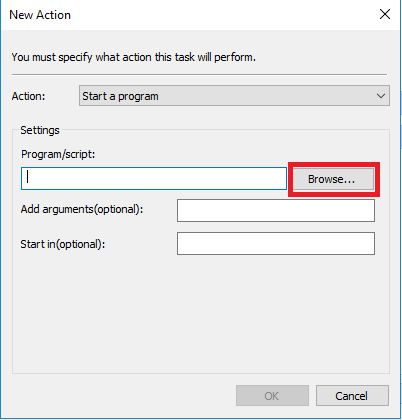 New Action
You must specify what action this task will perform.
Action: Start a program
Settings
Program/script:
Browse...
Add arguments(optional):
Start in(optional):
OK Cancel